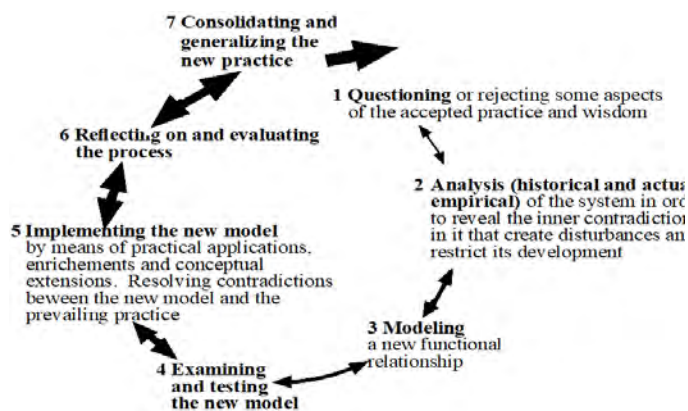 7 Consolidating and
generalizing the
new practice
1 Questioning or rejecting some aspects
of the accepted practice and wisdom
6 Reflecting on and evaluating
the process
2 Analysis (historical and actua
empirical) of the system in ord
to reveal the inner contradiction
in it that create disturbances an
restrict its development
5 Implementing the new model
by means of practical applications,
enrichements and conceptual
extensions. Resolving contradictions
beween the new model and the
prevailing practice
3 Modeling
a new functional
relationship
4 Examining
and testing
the new model